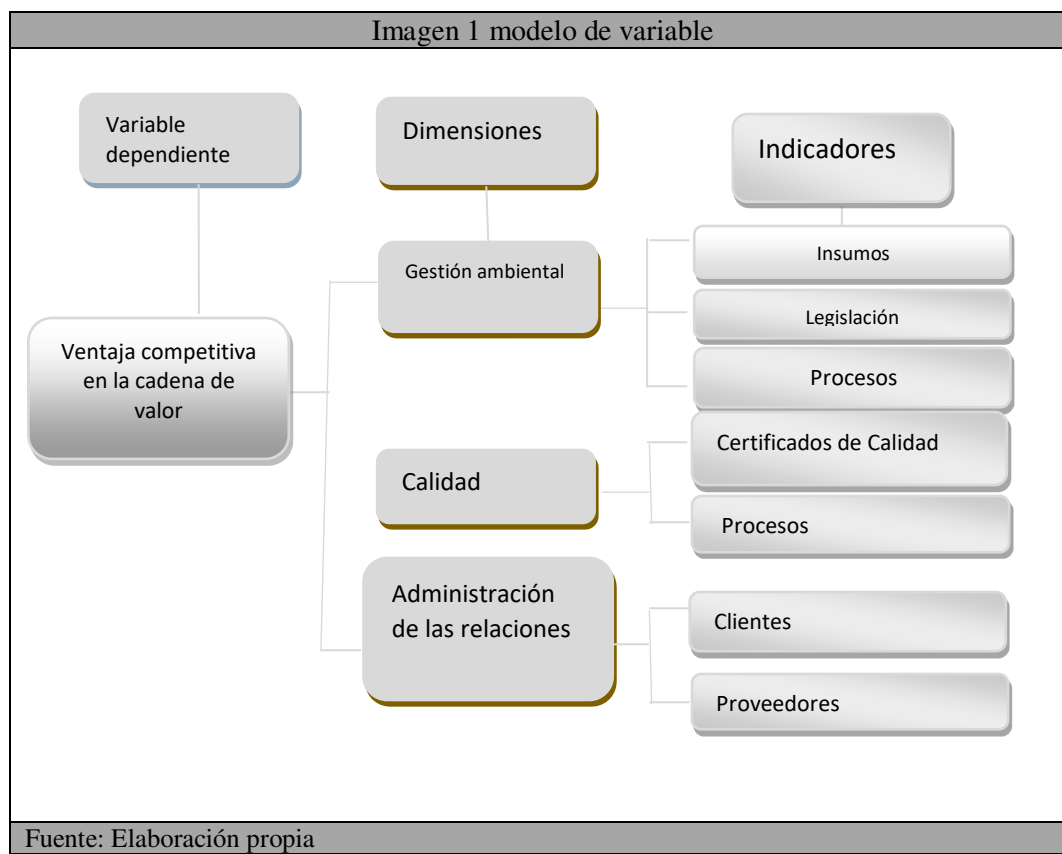 Imagen 1 modelo de variable
Variable
dependiente
Dimensiones
Indicadores
Ventaja competitiva
en la cadena de
valor
Gestión ambiental
Insumos
Legislación
Procesos
Calidad
Certificados de Calidad
Procesos
Administración
de las relaciones
Clientes
Proveedores
Fuente: Elaboración propia